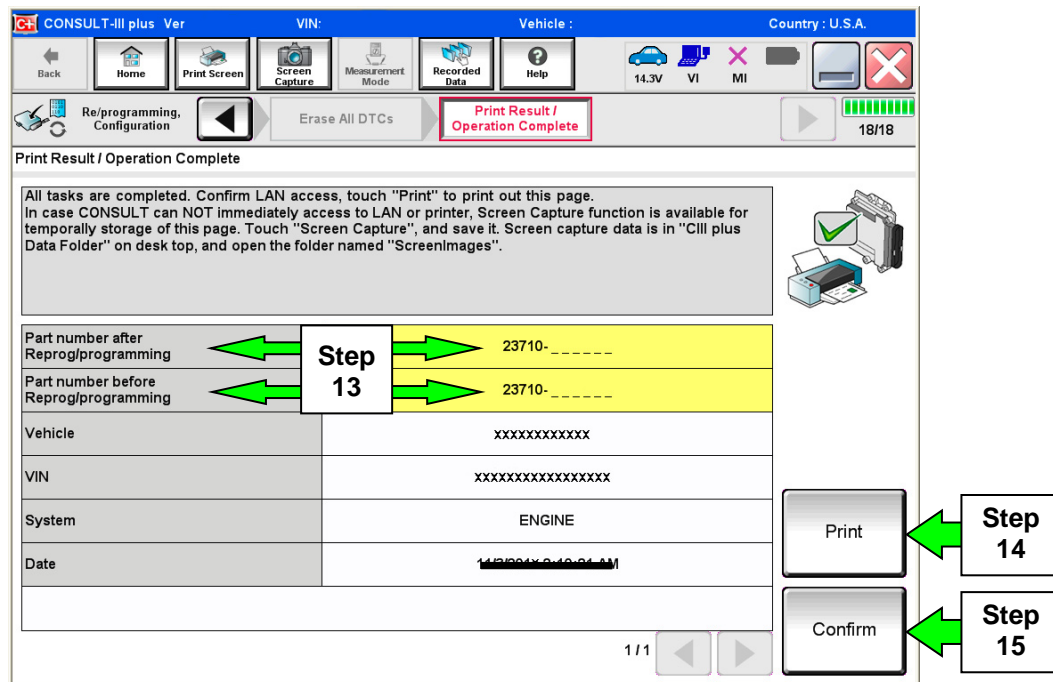 C+ CONSULT-III plus Ver VIN: Vehicle : Country : U.S.A.
Back Home Print Screen Screen Capture Measurement Mode Recorded Data Help 14.3V VI MI
Re/programming, Configuration Erase All DTCs Print Result / Operation Complete 18/18
Print Result / Operation Complete
All tasks are completed. Confirm LAN access, touch "Print" to print out this page.
In case CONSULT can NOT immediately access to LAN or printer, Screen Capture function is available for
temporally storage of this page. Touch "Screen Capture", and save it. Screen capture data is in "CIII plus
Data Folder" on desk top, and open the folder named "ScreenImages".
Part number after
Reprog/programming
23710-_ _ _ _ _ _
Part number before
Reprog/programming
23710-_ _ _ _ _ _
Step
13
Vehicle xxxxxxxxxxxx
VIN xxxxxxxxxxxxxxxxx
System ENGINE
Date
Print
Step
14
Confirm
Step
15
1/1